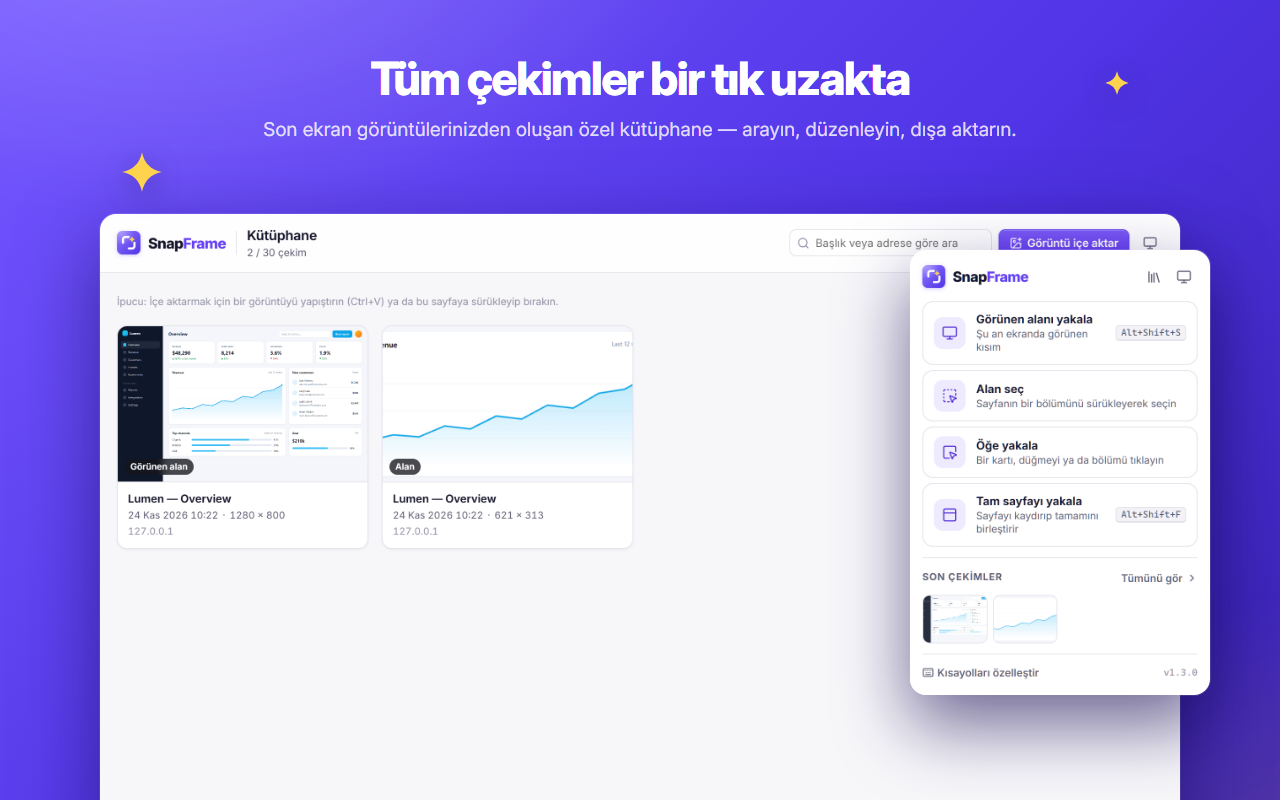 Tüm çekimler bir tık uzakta
Son ekran görüntülerinizden oluşan özel kütüphane — arayın, düzenleyin, dışa aktarın.
SnapFrame
Kütüphane
2 / 30 çekim
Başlık veya adrese göre ara
Görüntü içe aktar
İpucu: İçe aktarmak için bir görüntüyü yapıştırın (Ctrl+V) ya da bu sayfaya sürükleyip bırakın.
Lumen
Overview
$48,290
8,214
3.6%
1.9%
$218k
Görünen alan
Lumen — Overview
24 Kas 2026 10:22 · 1280 × 800
127.0.0.1
enue
Last 12
Alan
Lumen — Overview
24 Kas 2026 10:22 · 621 × 313
127.0.0.1
SnapFrame
Görünen alanı yakala
Şu an ekranda görünen
kısım
Alt+Shift+S
Alan seç
Sayfanın bir bölümünü sürükleyerek seçin
Öğe yakala
Bir kartı, düğmeyi ya da bölümü tıklayın
Tam sayfayı yakala
Sayfayı kaydırıp tamamını
birleştirir
Alt+Shift+F
SON ÇEKİMLER
Tümünü gör
Kısayolları özelleştir
v1.3.0